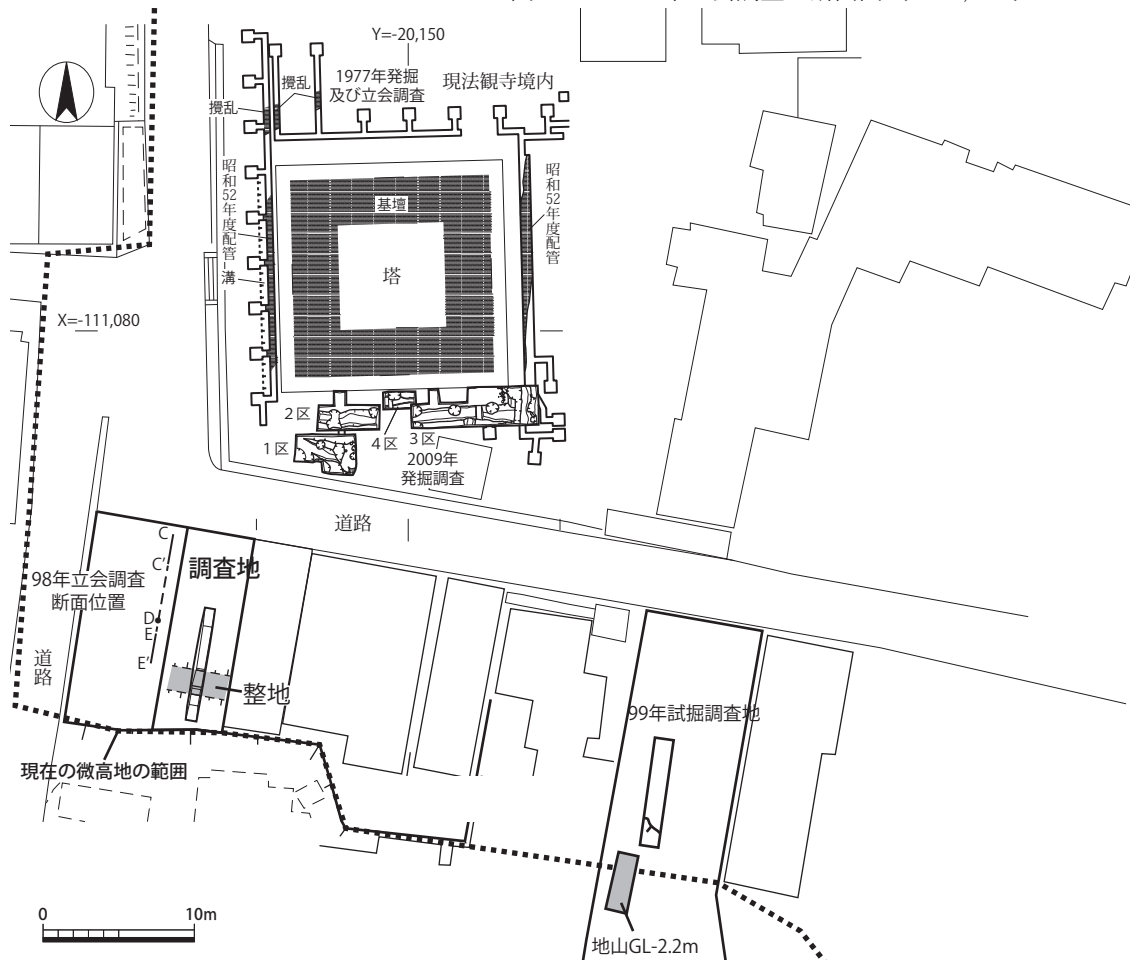 Y=-20,150
攪乱
1977年発掘
及び立会調査
現法観寺境内
攪乱
昭和52年度配管
昭和52年度配管
基壇
塔
溝
X=-111,080
2区
4区
3区
1区
2009年
発掘調査
道路
C
C'
調査地
98年立会調査
断面位置
D
E
E'
道路
整地
99年試掘調査地
現在の微高地の範囲
0
10m
地山GL-2.2m